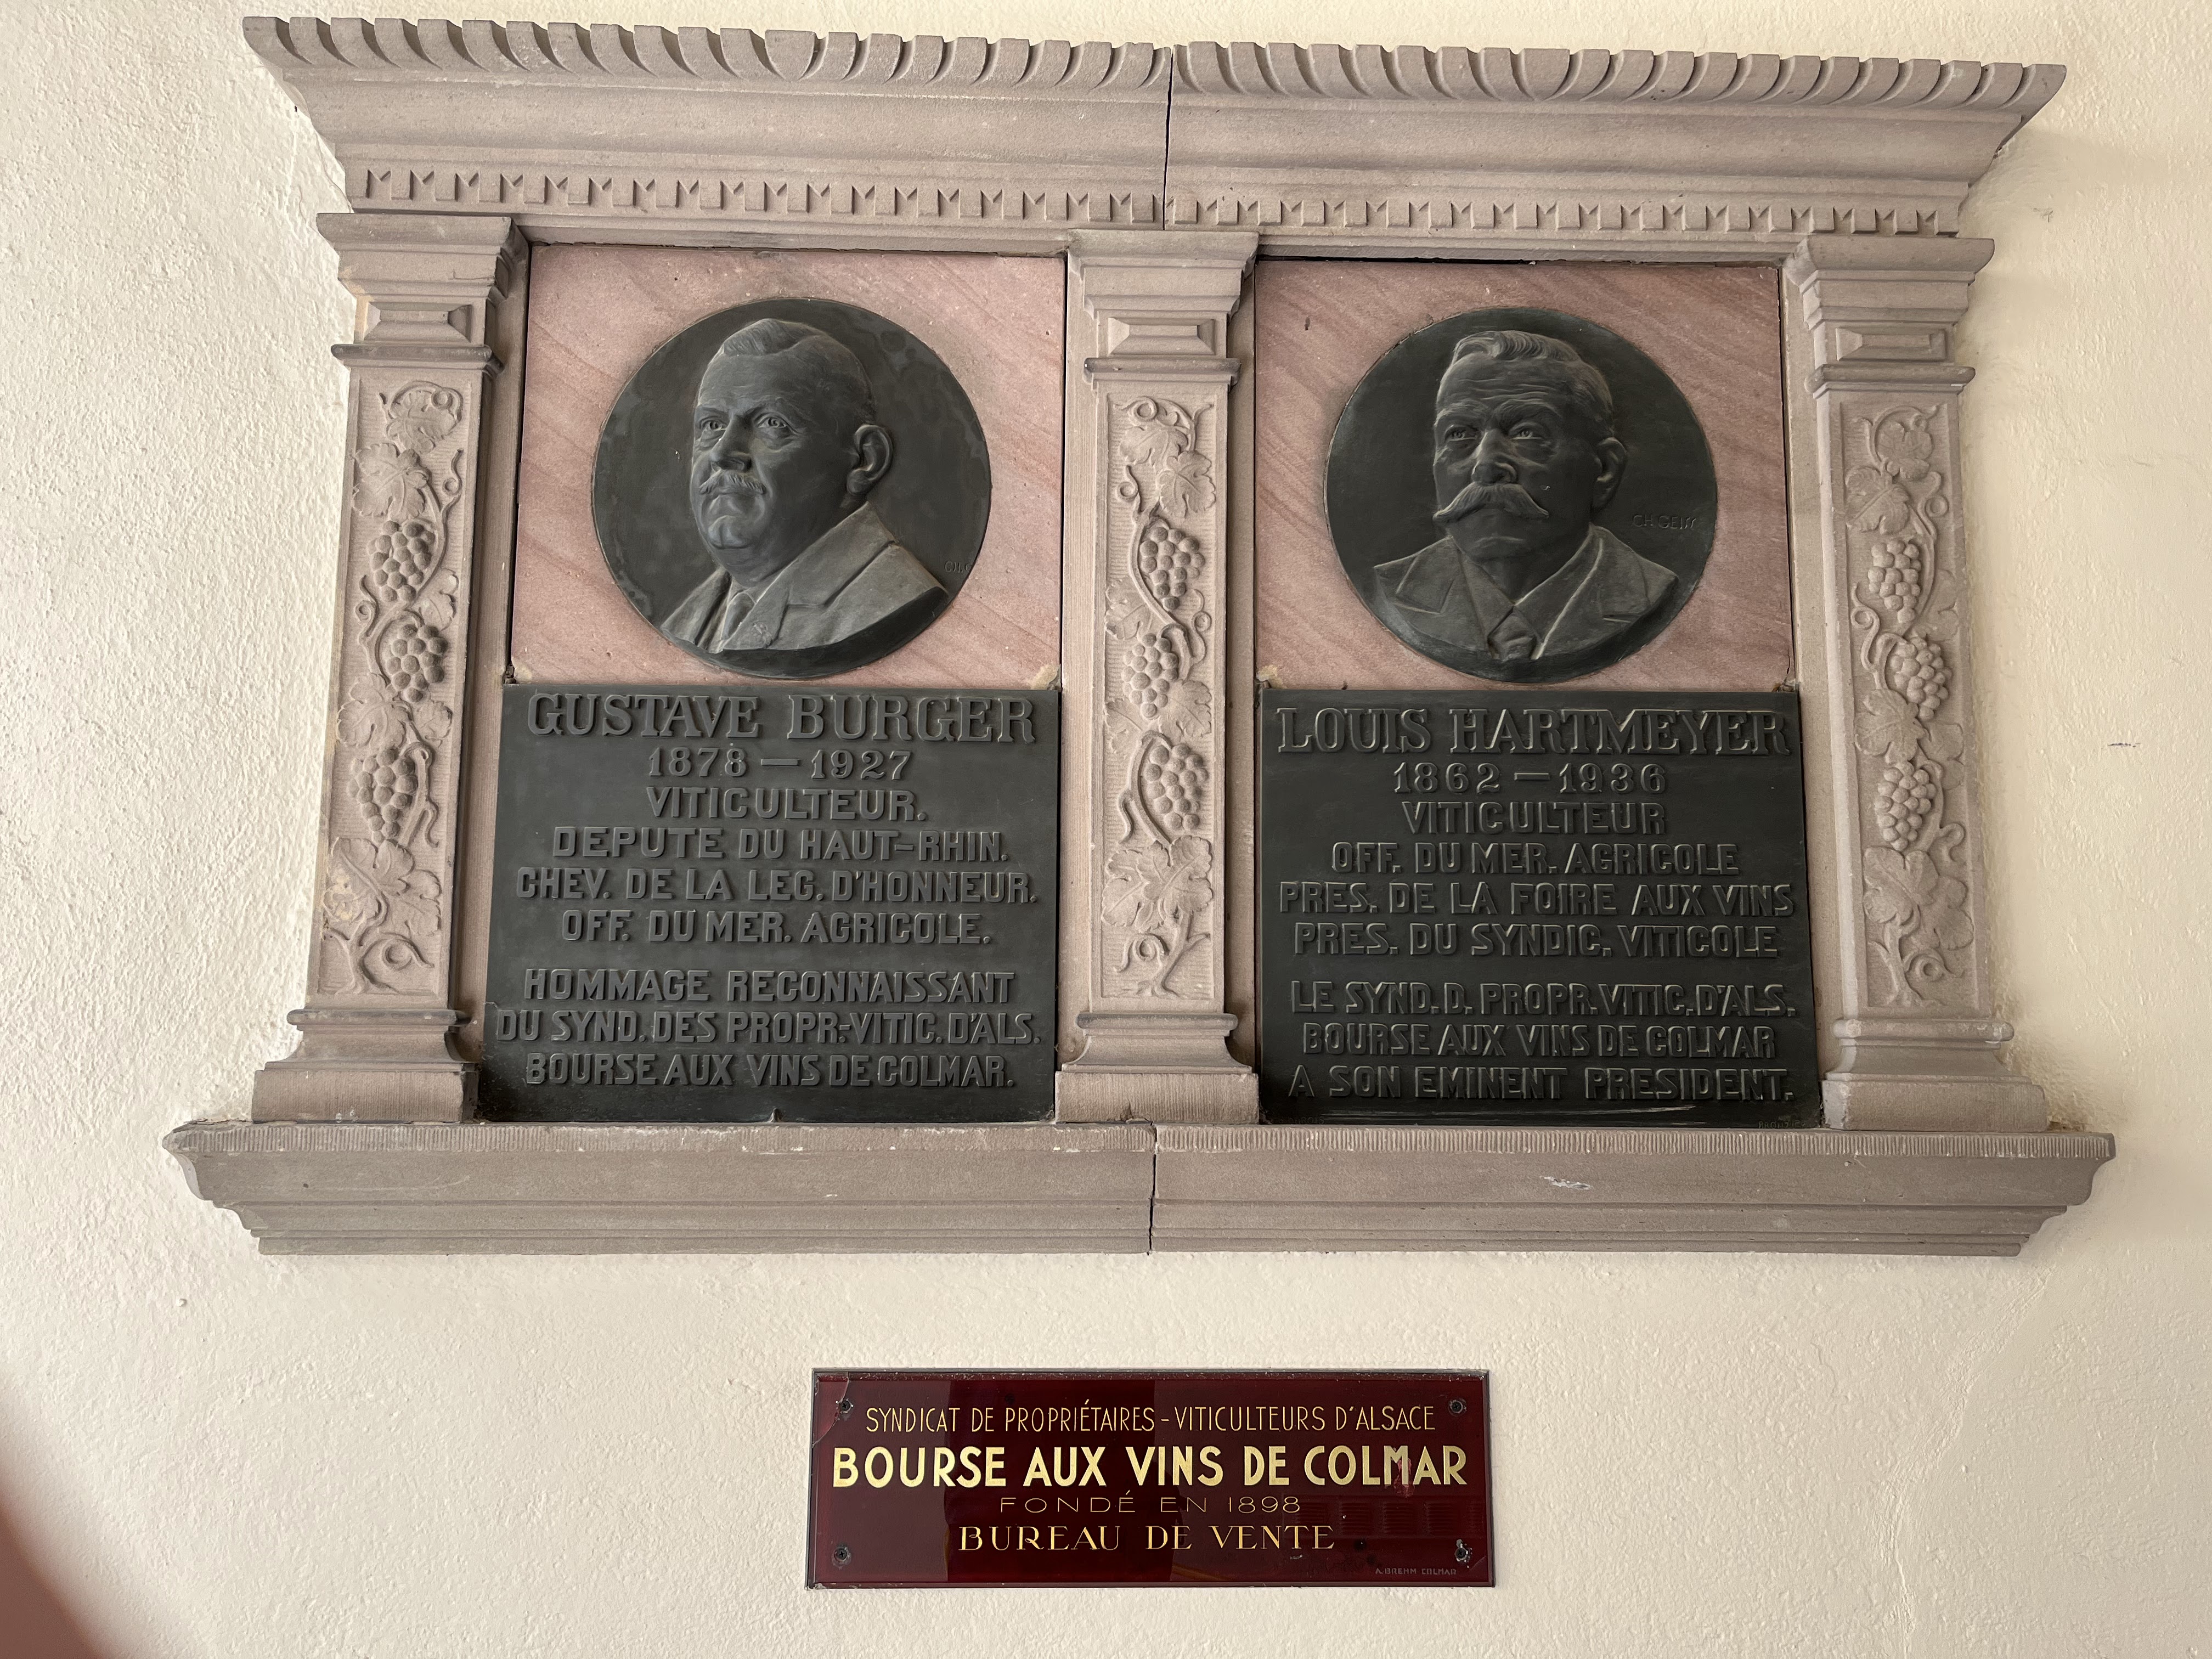 GUSTAVE BURGER
1878 — 1927
VITICULTEUR.
DEPUTE DU HAUT-RHIN.
CHEV. DE LA LEG. D'HONNEUR.
OFF. DU MER. AGRICOLE.
HOMMAGE RECONNAISSANT
DU SYND. DES PROPR.-VITIC. D'ALS.
BOURSE AUX VINS DE COLMAR.
CH. GEISS
LOUIS HARTMEYER
1862 — 1936
VITICULTEUR
OFF. DU MER. AGRICOLE
PRES. DE LA FOIRE AUX VINS
PRES. DU SYNDIC. VITICOLE
LE SYND. D. PROPR. VITIC. D'ALS.
BOURSE AUX VINS DE COLMAR
A SON EMINENT PRESIDENT.
SYNDICAT DE PROPRIÉTAIRES - VITICULTEURS D'ALSACE
BOURSE AUX VINS DE COLMAR
FONDÉ EN 1898
BUREAU DE VENTE
A. BREHM COLMAR